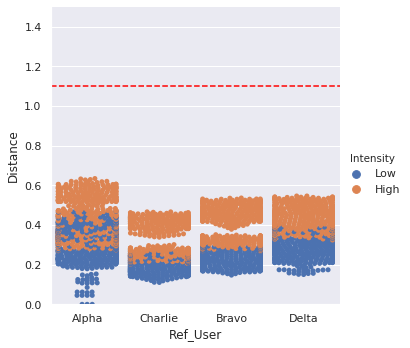 1.4
1.2
1.0
0.8
0.6
0.4
0.2
0.0
Distance
Alpha Charlie Bravo Delta
Ref_User
Intensity
Low
High